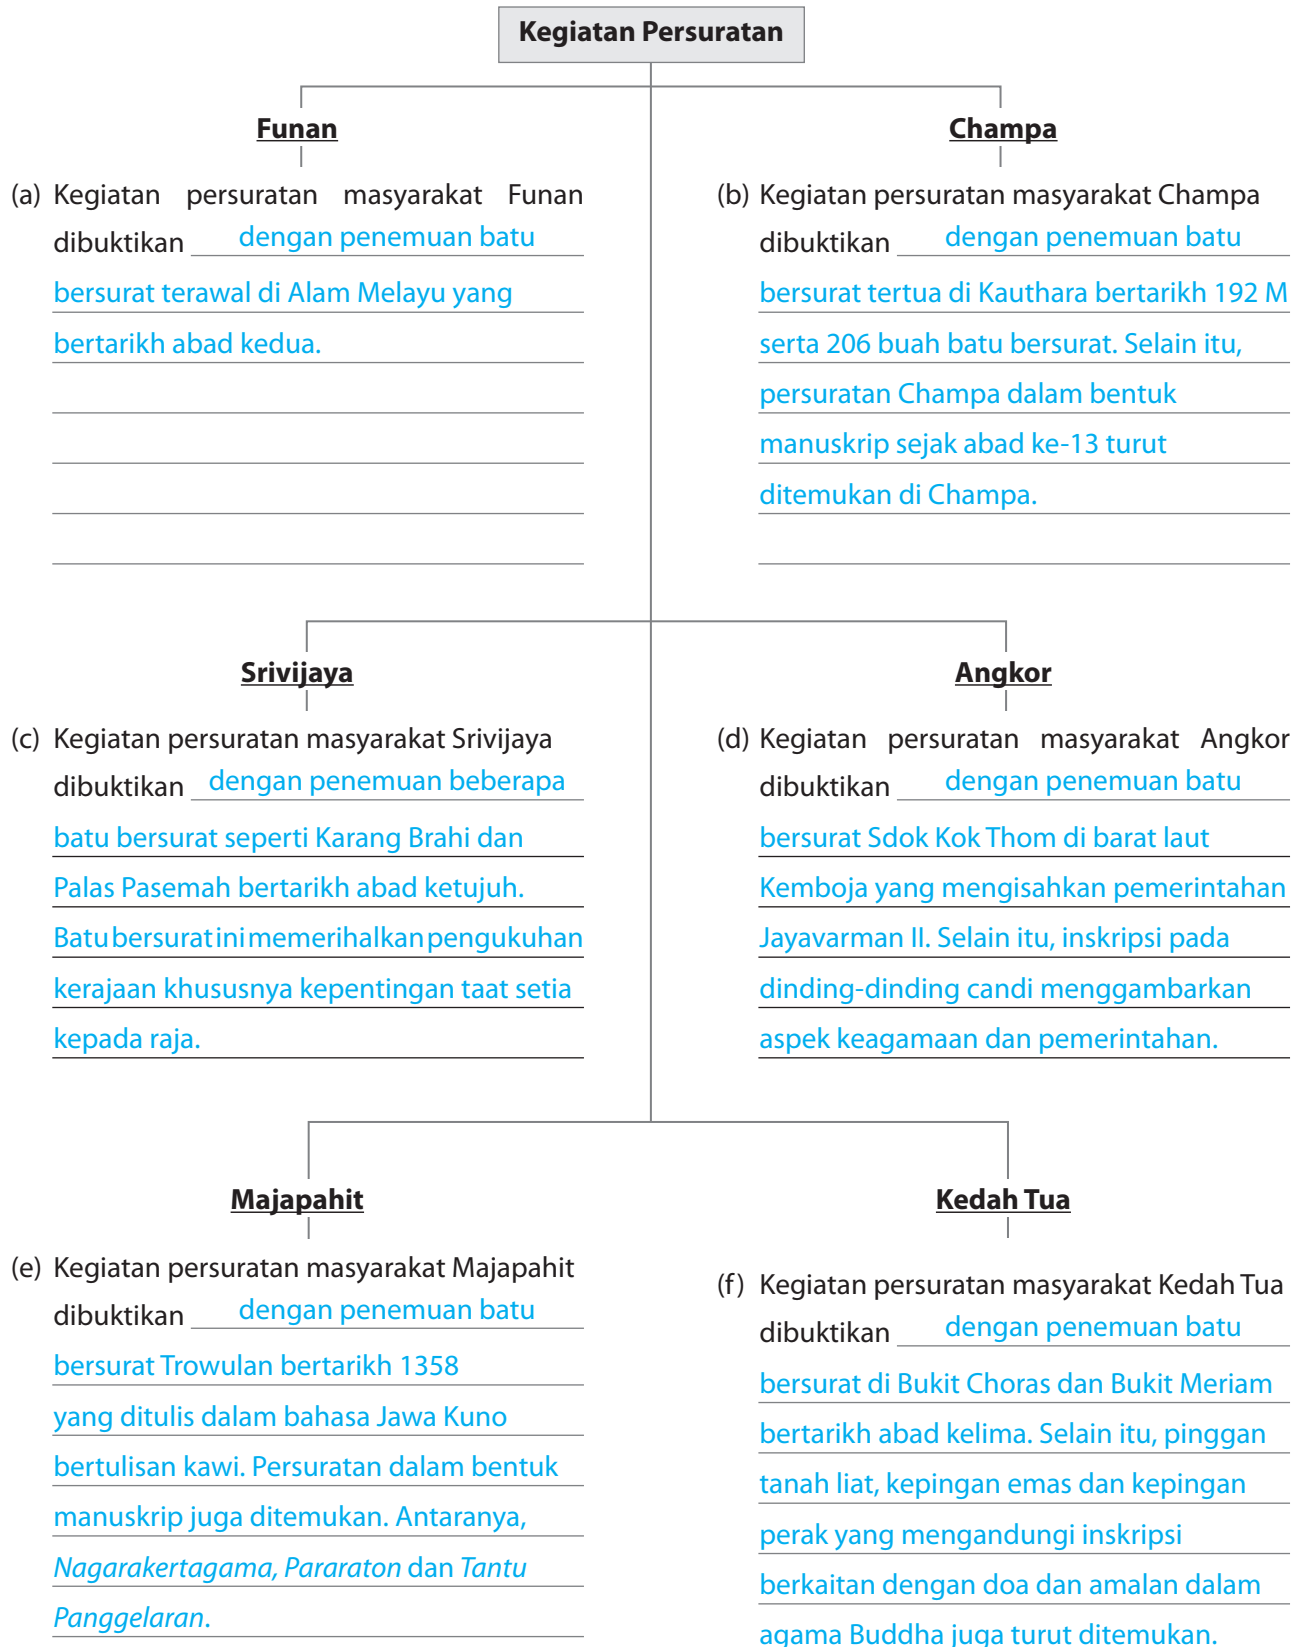 Kegiatan Persuratan
Funan
(a) Kegiatan persuratan masyarakat Funan
dibuktikan dengan penemuan batu
bersurat terawal di Alam Melayu yang
bertarikh abad kedua.
Champa
(b) Kegiatan persuratan masyarakat Champa
dibuktikan dengan penemuan batu
bersurat tertua di Kauthara bertarikh 192 M
serta 206 buah batu bersurat. Selain itu,
persuratan Champa dalam bentuk
manuskrip sejak abad ke-13 turut
ditemukan di Champa.
Srivijaya
(c) Kegiatan persuratan masyarakat Srivijaya
dibuktikan dengan penemuan beberapa
batu bersurat seperti Karang Brahi dan
Palas Pasemah bertarikh abad ketujuh.
Batu bersurat ini memerihalkan pengukuhan
kerajaan khususnya kepentingan taat setia
kepada raja.
Angkor
(d) Kegiatan persuratan masyarakat Angkor
dibuktikan dengan penemuan batu
bersurat Sdok Kok Thom di barat laut
Kemboja yang mengisahkan pemerintahan
Jayavarman II. Selain itu, inskripsi pada
dinding-dinding candi menggambarkan
aspek keagamaan dan pemerintahan.
Majapahit
(e) Kegiatan persuratan masyarakat Majapahit
dibuktikan dengan penemuan batu
bersurat Trowulan bertarikh 1358
yang ditulis dalam bahasa Jawa Kuno
bertulisan kawi. Persuratan dalam bentuk
manuskrip juga ditemukan. Antaranya,
Nagarakertagama, Pararaton dan Tantu
Panggelaran.
Kedah Tua
(f) Kegiatan persuratan masyarakat Kedah Tua
dibuktikan dengan penemuan batu
bersurat di Bukit Choras dan Bukit Meriam
bertarikh abad kelima. Selain itu, pinggan
tanah liat, kepingan emas dan kepingan
perak yang mengandungi inskripsi
berkaitan dengan doa dan amalan dalam
agama Buddha juga turut ditemukan.